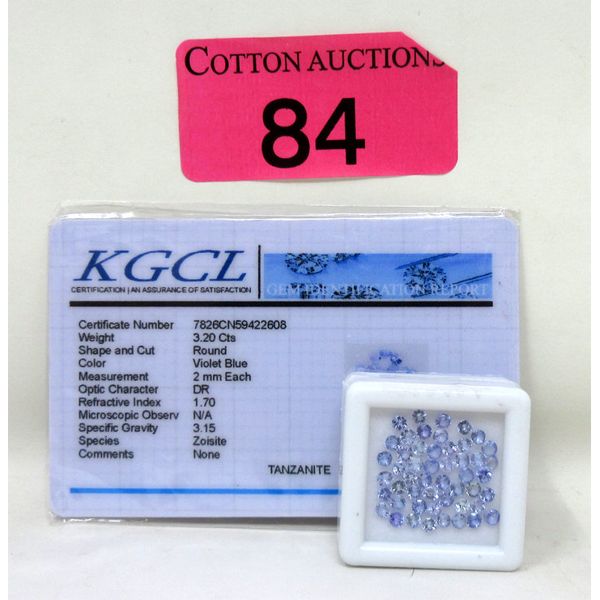 COTTON AUCTIONS
84
KGCL
CERTIFICATION | AN ASSURANCE OF SATISFACTION
GEM IDENTIFICATION REPORT
Certificate Number 7826CN59422608
Weight 3.20 Cts
Shape and Cut Round
Color Violet Blue
Measurement 2 mm Each
Optic Character DR
Refractive Index 1.70
Microscopic Observ N/A
Specific Gravity 3.15
Species Zoisite
Comments None
TANZANITE